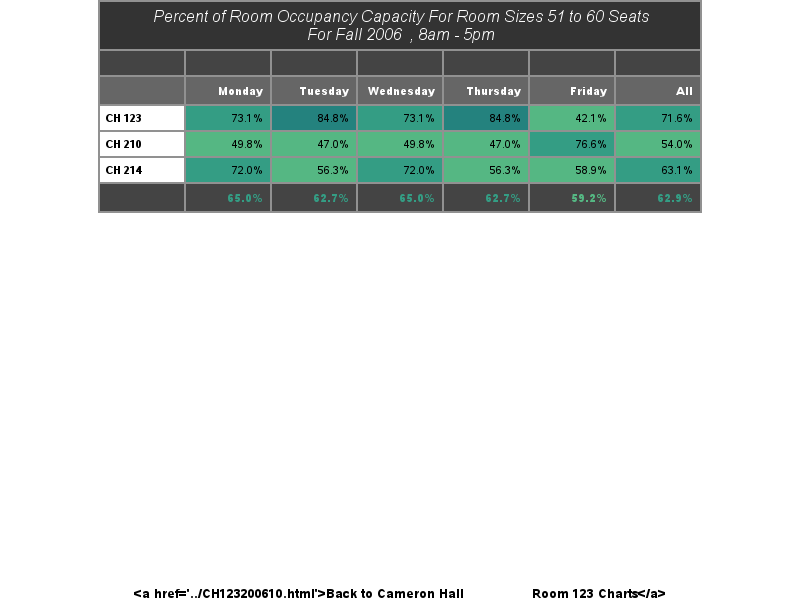 Percent of Room Occupancy Capacity For Room Sizes 51 to 60 Seats
For Fall 2006 , 8am - 5pm
Monday Tuesday Wednesday Thursday Friday All
CH 123 73.1% 84.8% 73.1% 84.8% 42.1% 71.6%
CH 210 49.8% 47.0% 49.8% 47.0% 76.6% 54.0%
CH 214 72.0% 56.3% 72.0% 56.3% 58.9% 63.1%
65.0% 62.7% 65.0% 62.7% 59.2% 62.9%
<a href='../CH123200610.html'>Back to Cameron Hall Room 123 Charts</a>